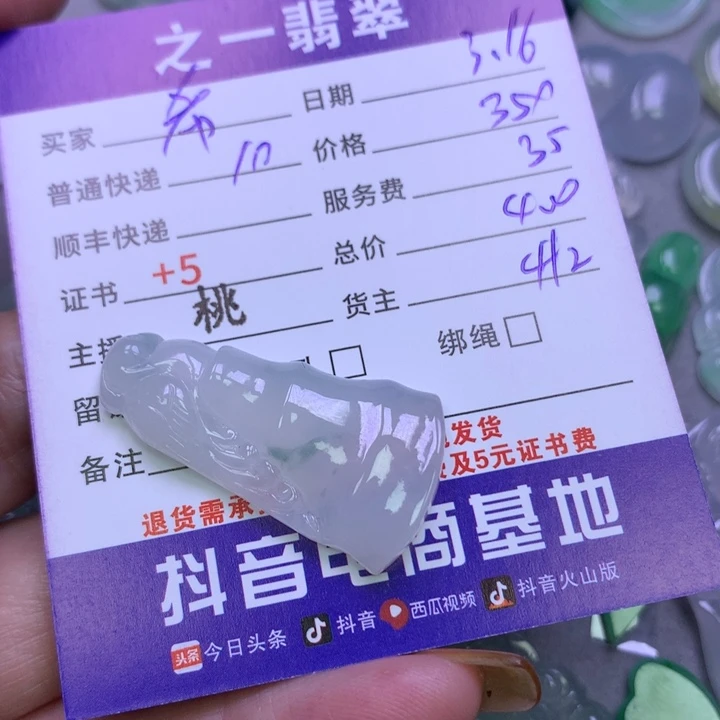 之一翡翠
买家 希 日期 3.16
普通快递 10 价格 350
顺丰快递 服务费 35
证书 +5 总价 400
主播 桃 货主 4H2
绑绳
备注 发货
退货需承 及5元证书费
抖音电商基地
头条 今日头条 抖音 西瓜视频 抖音火山版